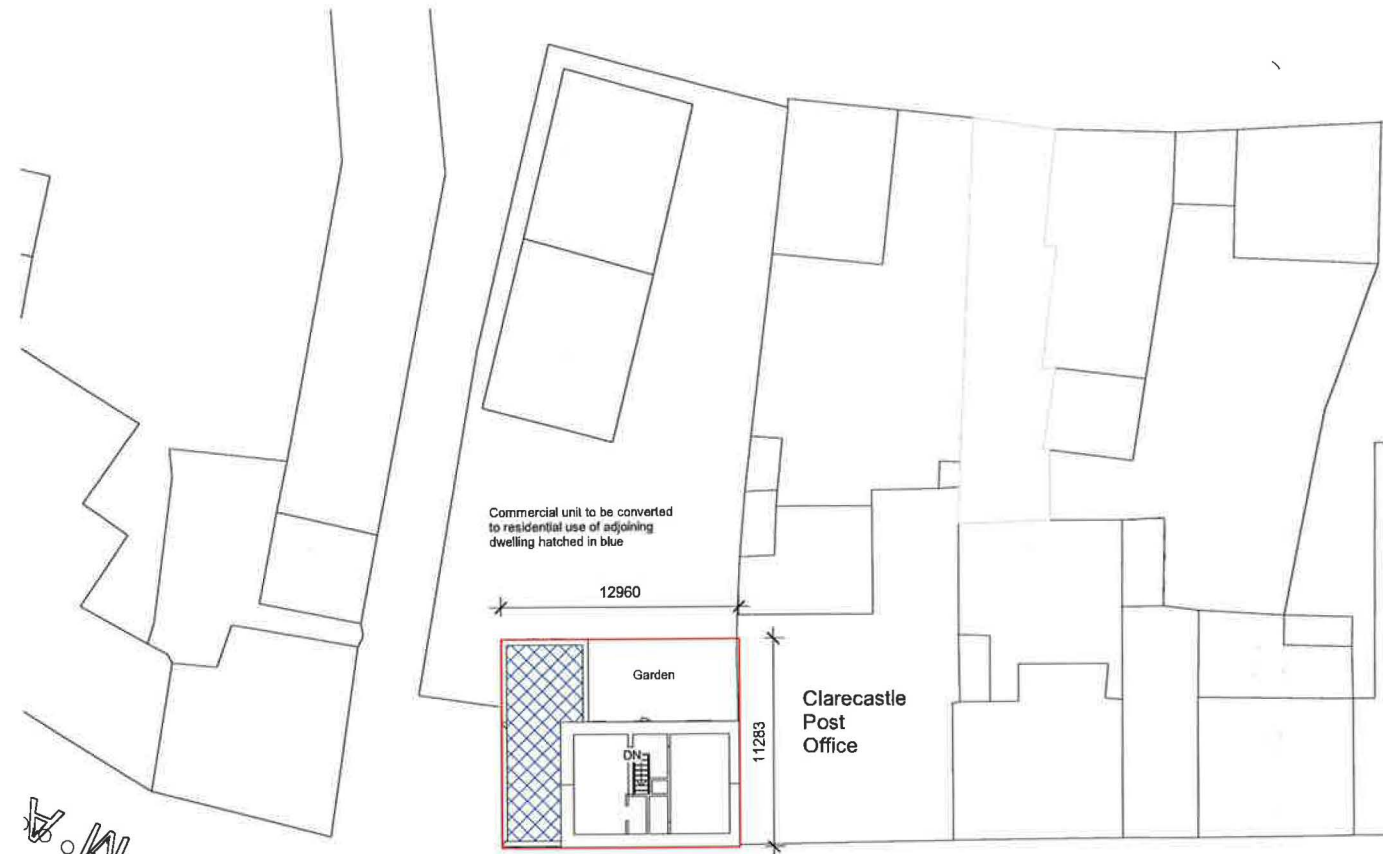 Commercial unit to be converted
to residential use of adjoining
dwelling hatched in blue
12960
Garden
11283
Clarecastle
Post
Office
DN